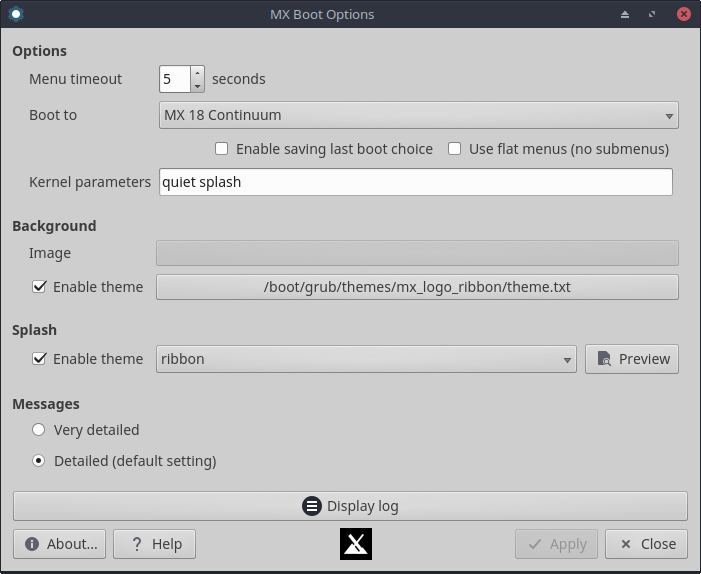 MX Boot Options
Options
Menu timeout 5 seconds
Boot to MX 18 Continuum
Enable saving last boot choice Use flat menus (no submenus)
Kernel parameters quiet splash
Background
Image
Enable theme /boot/grub/themes/mx_logo_ribbon/theme.txt
Splash
Enable theme ribbon Preview
Messages
Very detailed
Detailed (default setting)
Display log
About... ? Help Apply Close